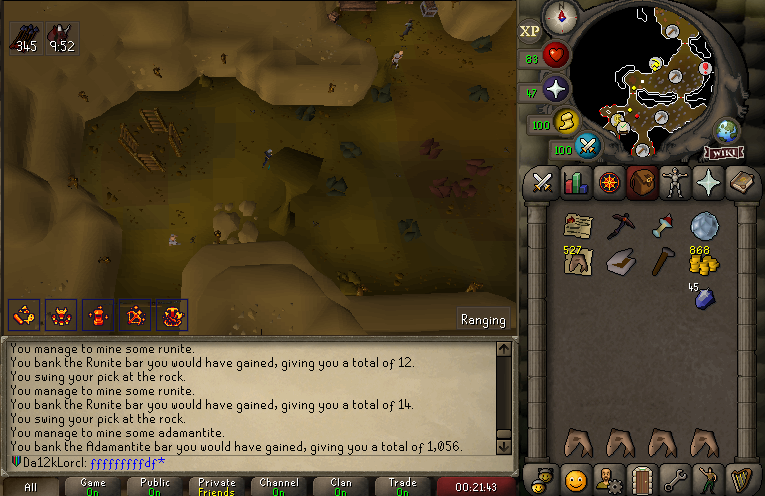 345
9:52
XP
83
47
100
100
WIKI
527
868
45
Ranging
You manage to mine some runite.
You bank the Runite bar you would have gained, giving you a total of 12.
You swing your pick at the rock.
You manage to mine some runite.
You bank the Runite bar you would have gained, giving you a total of 14.
You swing your pick at the rock.
You manage to mine some adamantite.
You bank the Adamantite bar you would have gained, giving you a total of 1,056.
Da12kLorcl: fffffffffdf*
All
Game
On
Public
On
Private
Friends
Channel
On
Clan
On
Trade
On
00:21:43